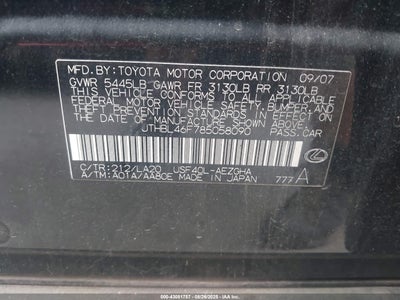 MFD.BY:TOYOTA MOTOR CORPORATION 09/07
GVWR 5445LB GAWR FR 3130LB RR 3130LB
THIS VEHICLE CONFORMS TO ALL APPLICABLE
FEDERAL MOTOR VEHICLE SAFETY, BUMPER, AND
THEFT PREVENTION STANDARDS IN EFFECT ON
THE DATE OF MANUFACTURE SHOWN ABOVE.
JTHBL46F785058090 PASS.CAR
C/TR:212/LA20 USF40L-AEZGHA
A/TM:A01A/AA80E MADE IN JAPAN 777 A